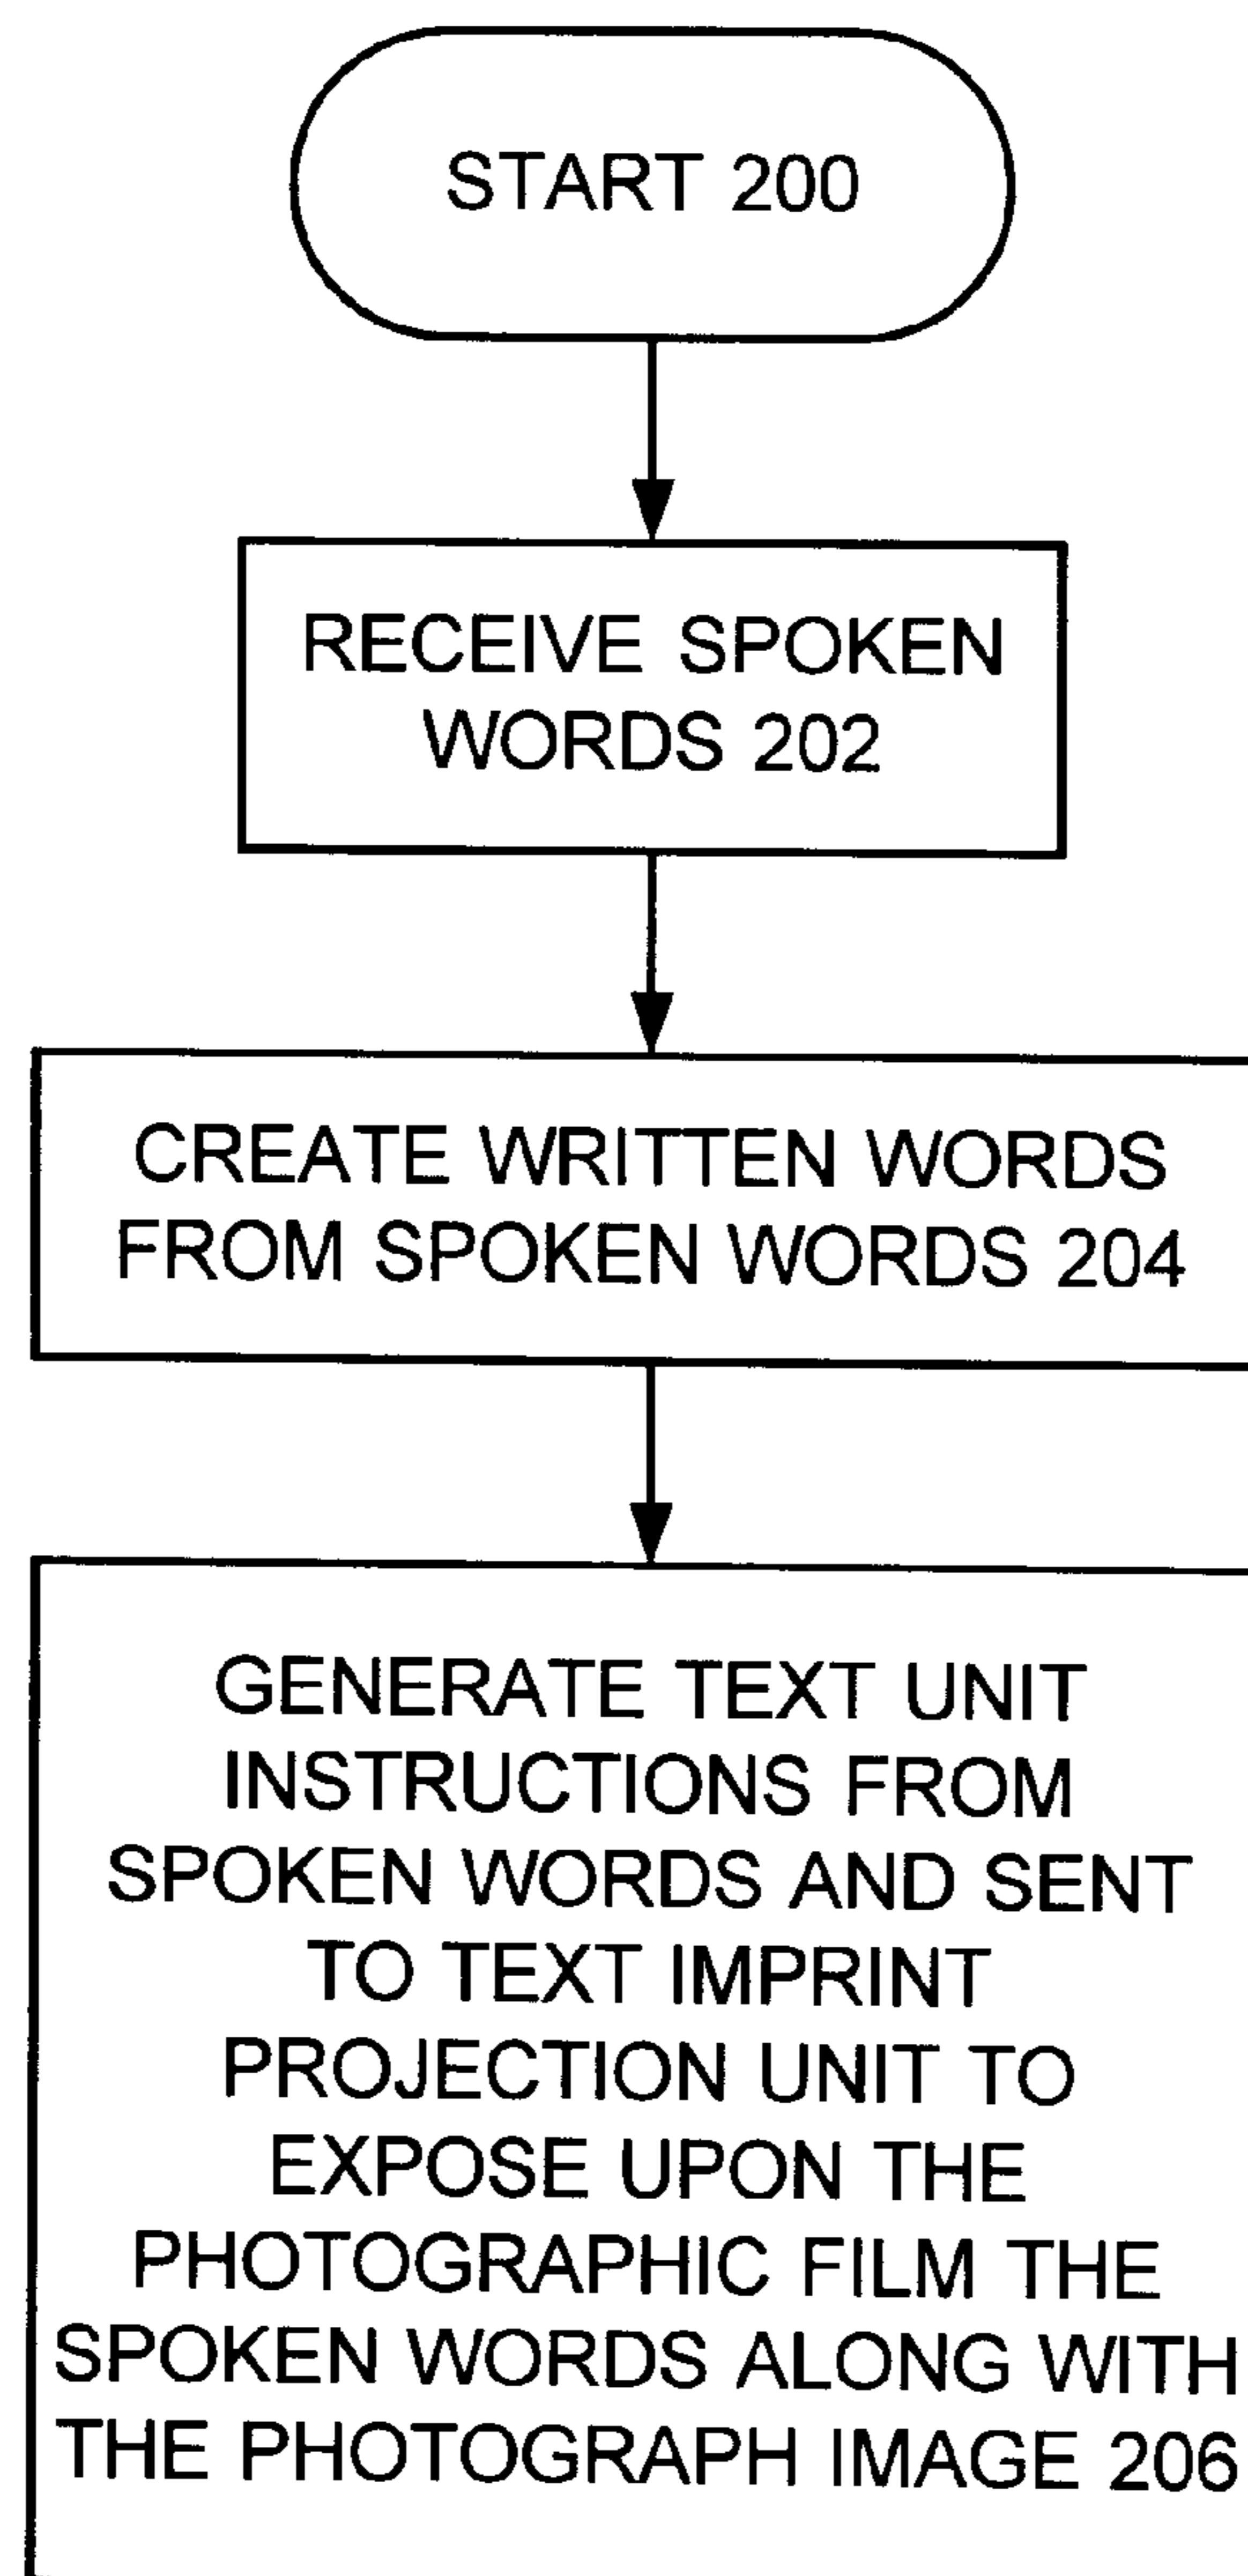 START 200
RECEIVE SPOKEN
WORDS 202
CREATE WRITTEN WORDS
FROM SPOKEN WORDS 204
GENERATE TEXT UNIT
INSTRUCTIONS FROM
SPOKEN WORDS AND SENT
TO TEXT IMPRINT
PROJECTION UNIT TO
EXPOSE UPON THE
PHOTOGRAPHIC FILM THE
SPOKEN WORDS ALONG WITH
THE PHOTOGRAPH IMAGE 206